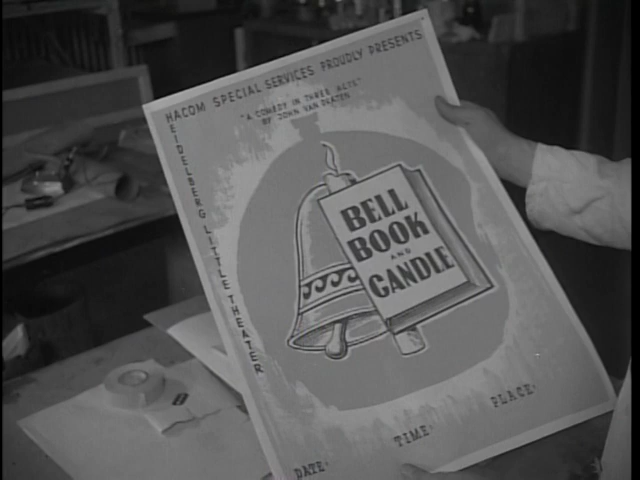 HACOM SPECIAL SERVICES PROUDLY PRESENTS
HEIDELBERG LITTLE THEATER
"A COMEDY IN THREE ACTS"
BY JOHN VAN DRUTEN
BELL
BOOK
AND
CANDLE
DATE:
TIME:
PLACE: